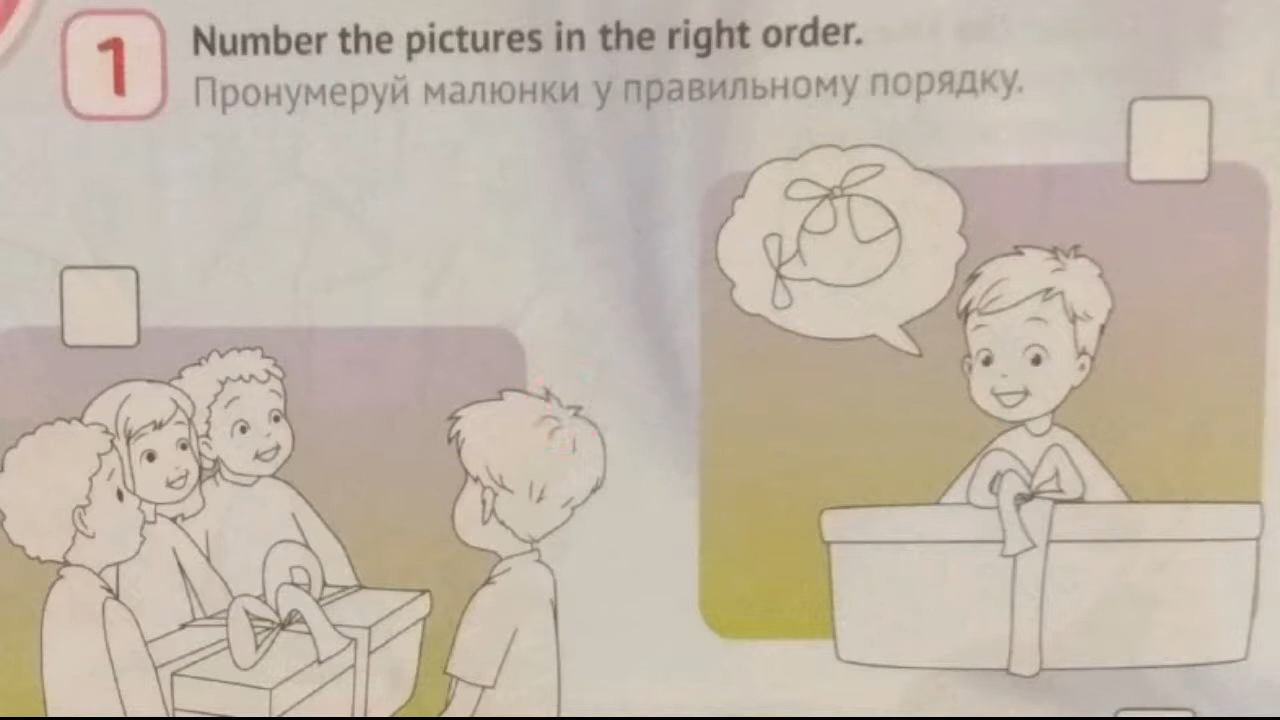 1
Number the pictures in the right order.
Пронумеруй малюнки у правильному порядку.